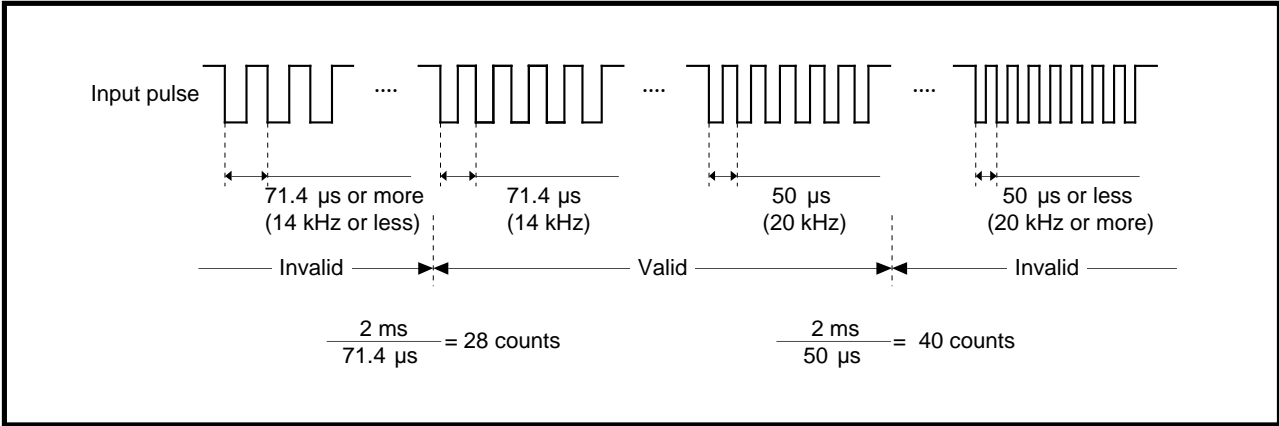 Input pulse
....
....
....
71.4 µs or more
(14 kHz or less)
71.4 µs
(14 kHz)
50 µs
(20 kHz)
50 µs or less
(20 kHz or more)
Invalid
Valid
Invalid
2 ms
71.4 µs
= 28 counts
2 ms
50 µs
= 40 counts